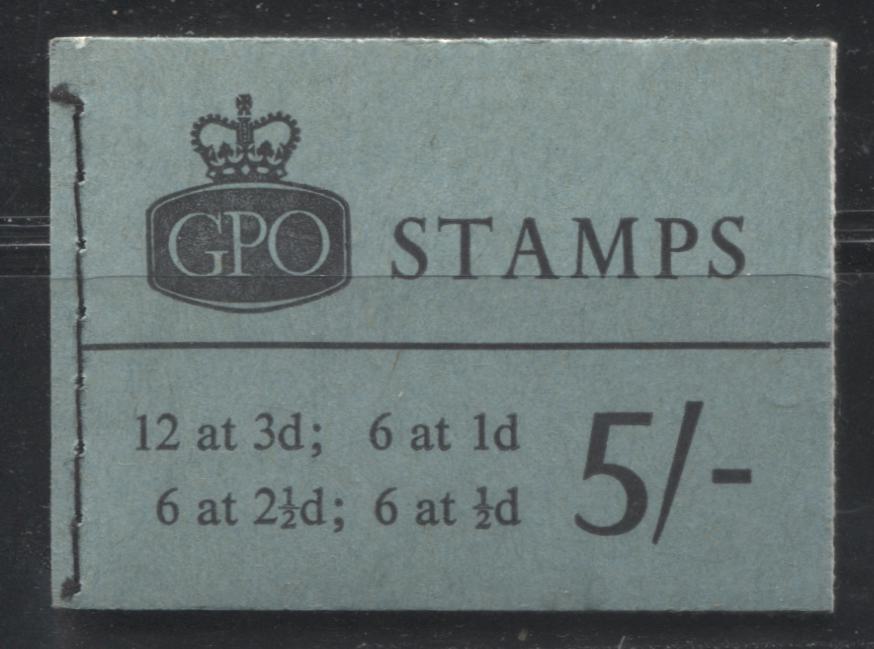 GPO STAMPS
12 at 3d; 6 at 1d
6 at 2½d; 6 at ½d
5/-